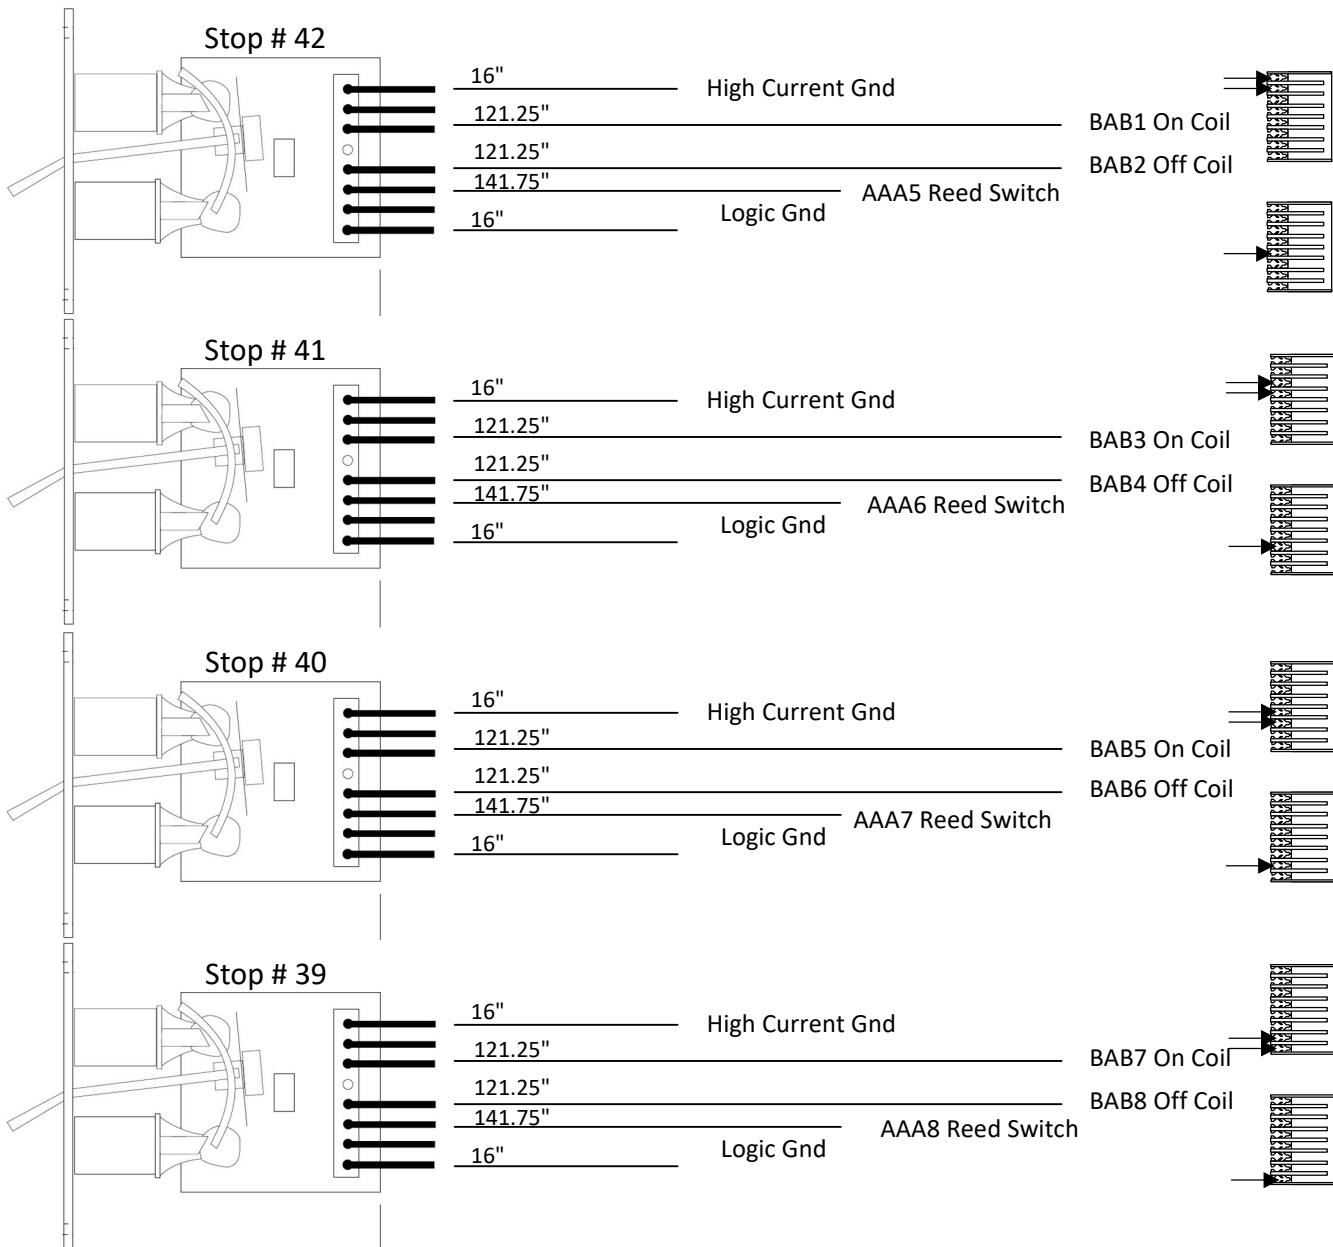 Stop # 42
16"
High Current Gnd
121.25"
BAB1 On Coil
121.25"
BAB2 Off Coil
141.75"
AAA5 Reed Switch
Logic Gnd
16"
Stop # 41
16"
High Current Gnd
121.25"
BAB3 On Coil
121.25"
BAB4 Off Coil
141.75"
AAA6 Reed Switch
Logic Gnd
16"
Stop # 40
16"
High Current Gnd
121.25"
BAB5 On Coil
121.25"
BAB6 Off Coil
141.75"
AAA7 Reed Switch
Logic Gnd
16"
Stop # 39
16"
High Current Gnd
121.25"
BAB7 On Coil
121.25"
BAB8 Off Coil
141.75"
AAA8 Reed Switch
Logic Gnd
16"